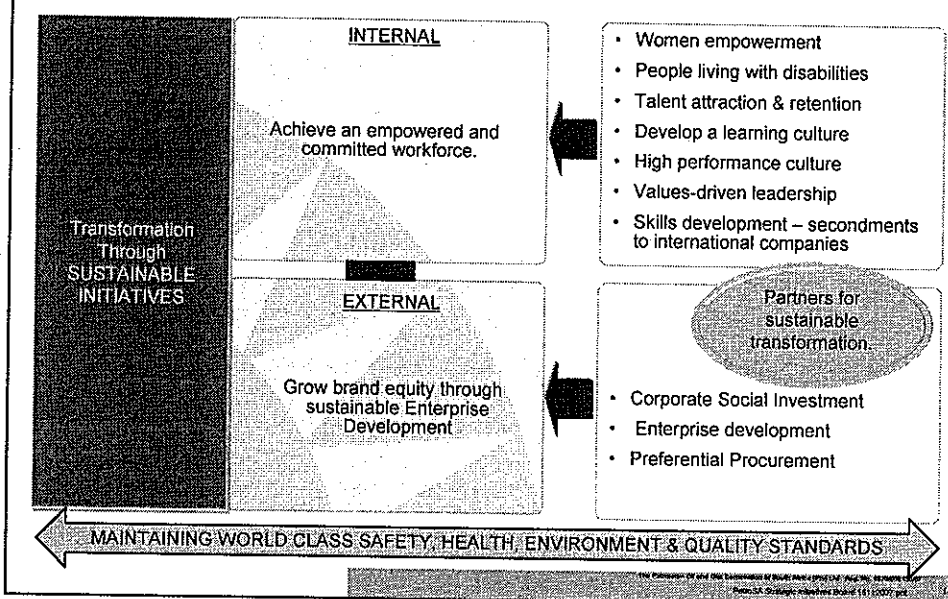 INTERNAL
Achieve an empowered and
committed workforce.
• Women empowerment
• People living with disabilities
• Talent attraction & retention
• Develop a learning culture
• High performance culture
• Values-driven leadership
• Skills development – secondments
to international companies
Transformation
Through
SUSTAINABLE
INITIATIVES
EXTERNAL
Grow brand equity through
sustainable Enterprise
Development
Partners for
sustainable
transformation.
• Corporate Social Investment
• Enterprise development
• Preferential Procurement
MAINTAINING WORLD CLASS SAFETY, HEALTH, ENVIRONMENT & QUALITY STANDARDS